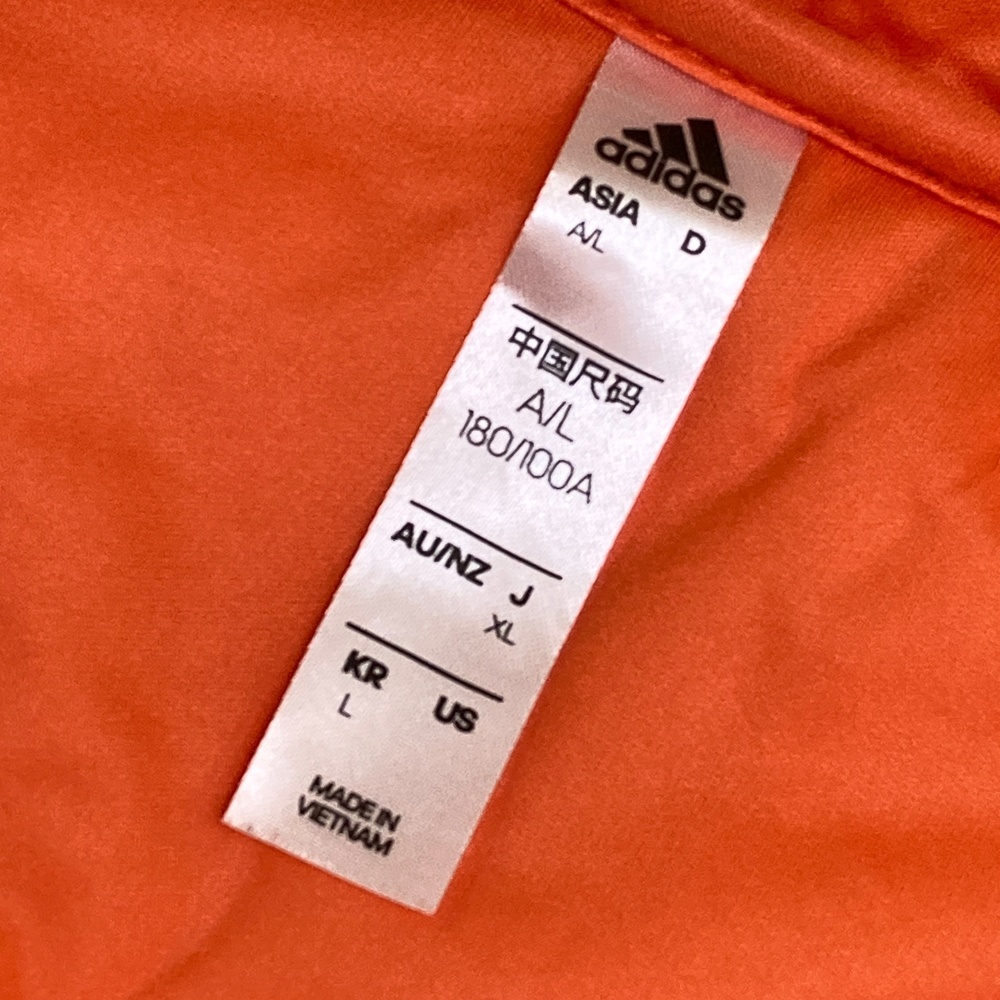 adidas
ASIA D
A/L
中国尺码
A/L
180/100A
AU/NZ J
XL
KR US
L
MADE IN
VIETNAM